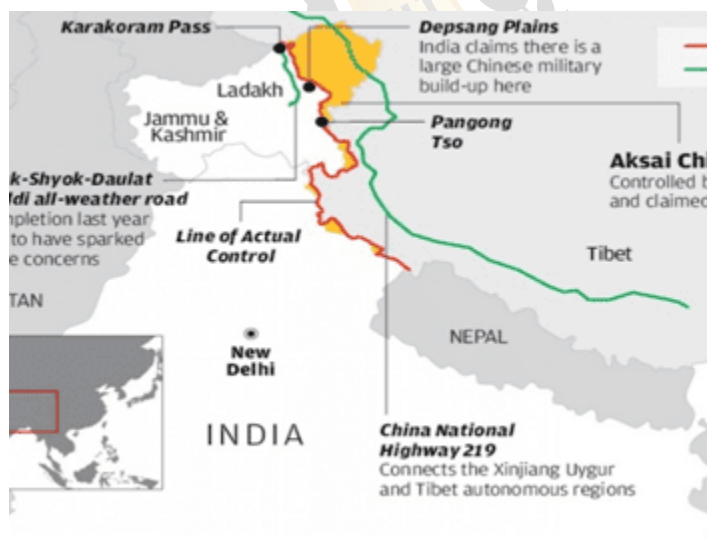 Karakoram Pass
Depsang Plains
India claims there is a
large Chinese military
build-up here
Ladakh
Jammu &
Kashmir
Pangong
Tso
Aksai Chi
Controlled b
and claimed
k-Shyok-Daulat
ldi all-weather road
mpletion last year
to have sparked
e concerns
Line of Actual
Control
Tibet
TAN
NEPAL
New
Delhi
INDIA
China National
Highway 219
Connects the Xinjiang Uygur
and Tibet autonomous regions